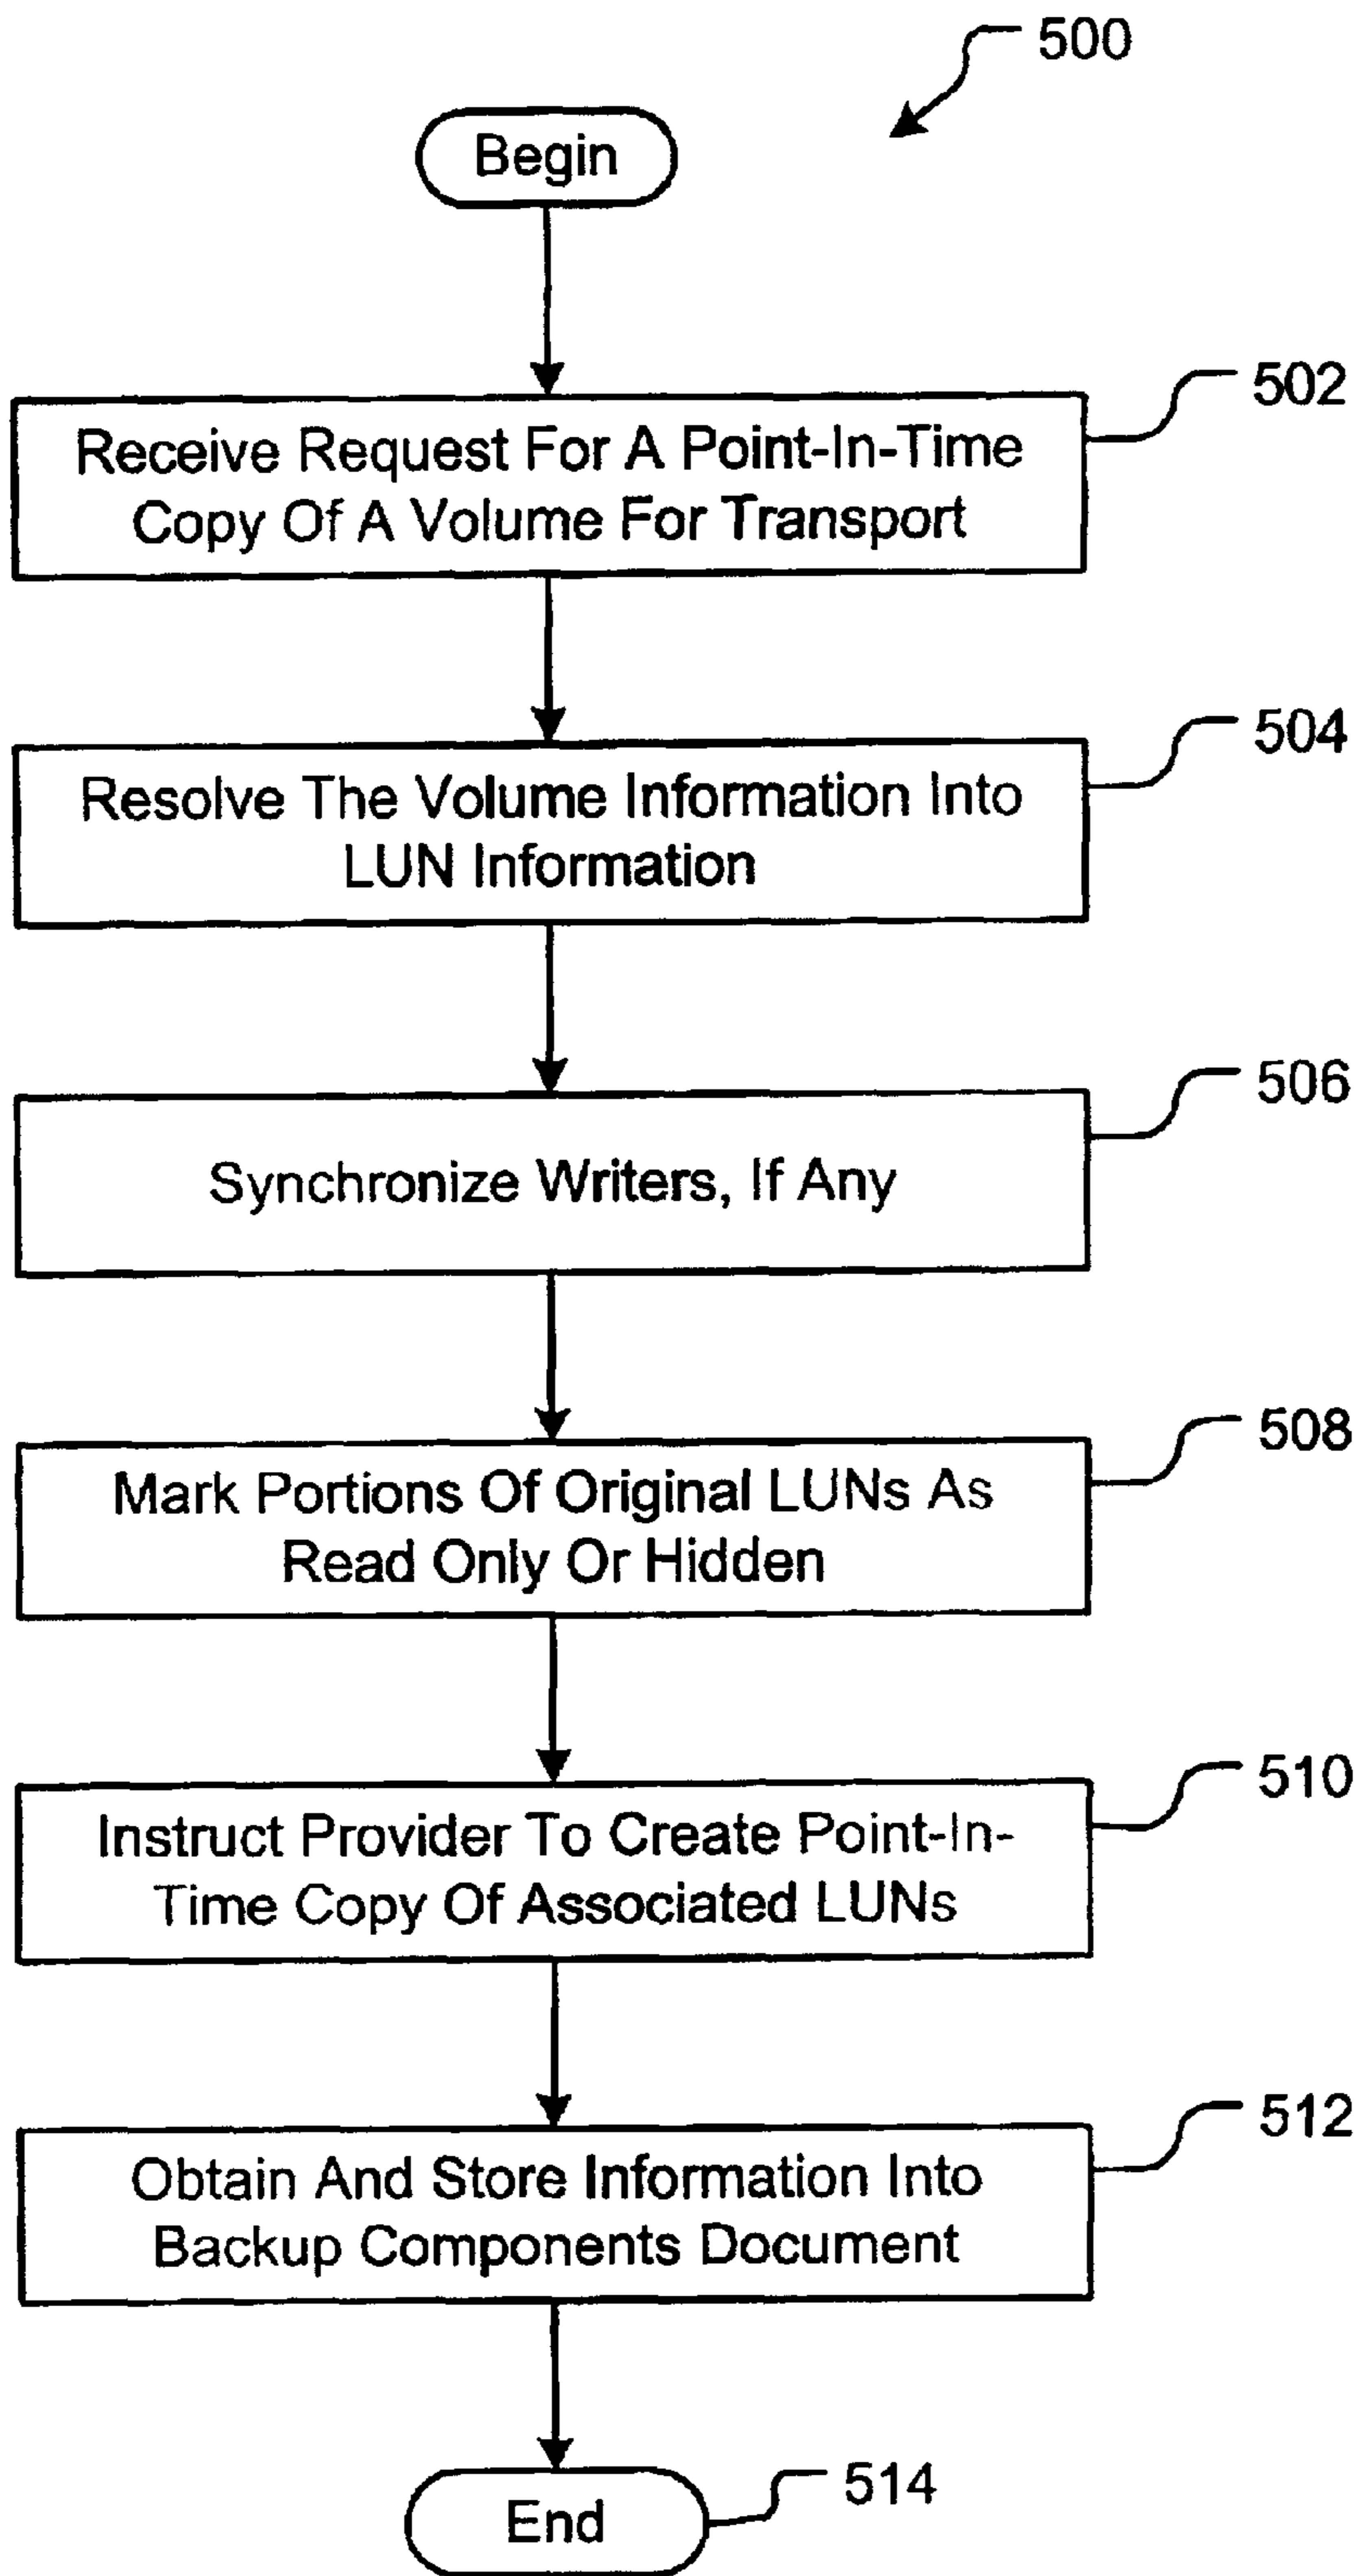 500
Begin
502
Receive Request For A Point-In-Time
Copy Of A Volume For Transport
504
Resolve The Volume Information Into
LUN Information
506
Synchronize Writers, If Any
508
Mark Portions Of Original LUNs As
Read Only Or Hidden
510
Instruct Provider To Create Point-In-
Time Copy Of Associated LUNs
512
Obtain And Store Information Into
Backup Components Document
514
End